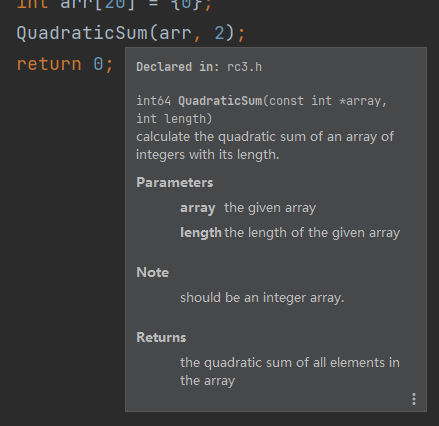 int arr[20] = {0};
QuadraticSum(arr, 2);
return 0;
Declared in: rc3.h
int64 QuadraticSum(const int *array,
int length)
calculate the quadratic sum of an array of
integers with its length.
Parameters
array the given array
length the length of the given array
Note
should be an integer array.
Returns
the quadratic sum of all elements in
the array